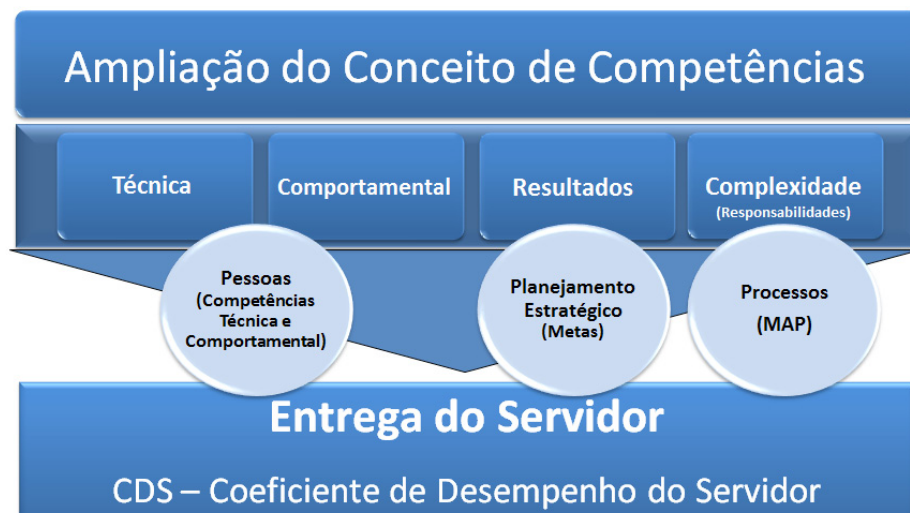 Ampliação do Conceito de Competências
Técnica
Comportamental
Resultados
Complexidade
(Responsabilidades)
Pessoas
(Competências
Técnica e
Comportamental)
Planejamento
Estratégico
(Metas)
Processos
(MAP)
Entrega do Servidor
CDS – Coeficiente de Desempenho do Servidor